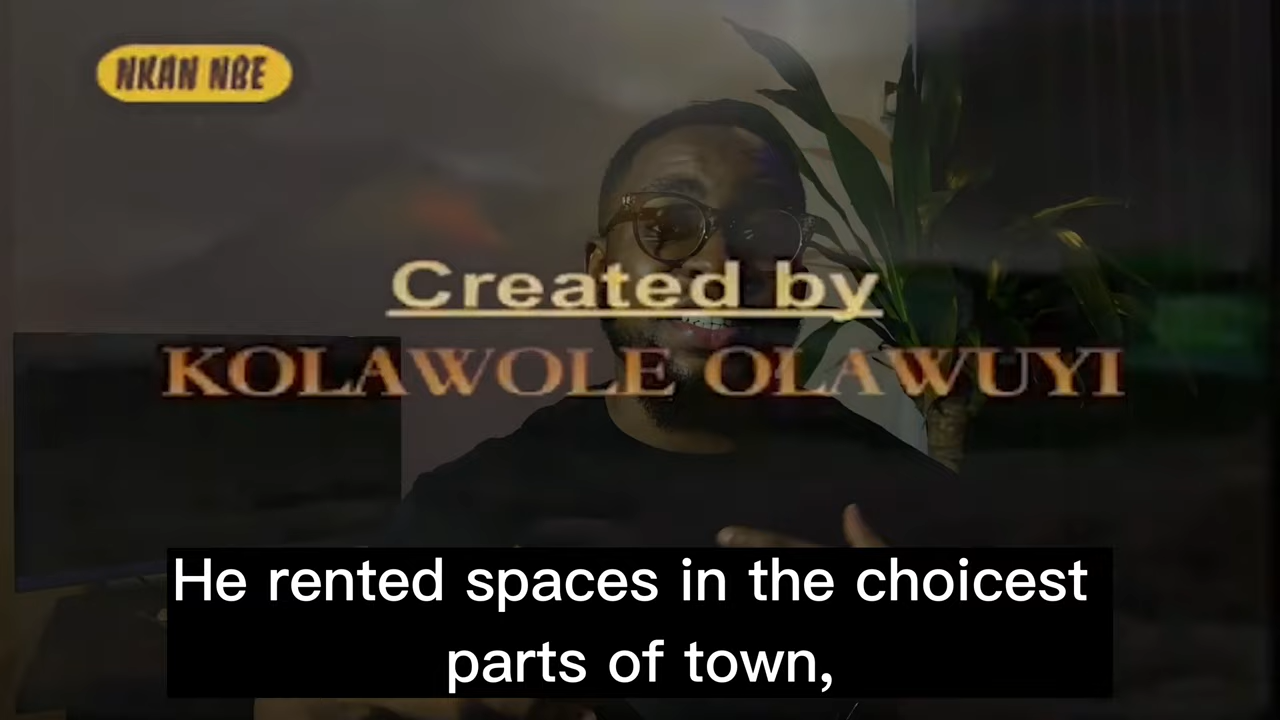 NKAN NBE
Created by
KOLAWOLE OLAWUYI
He rented spaces in the choicest
parts of town,